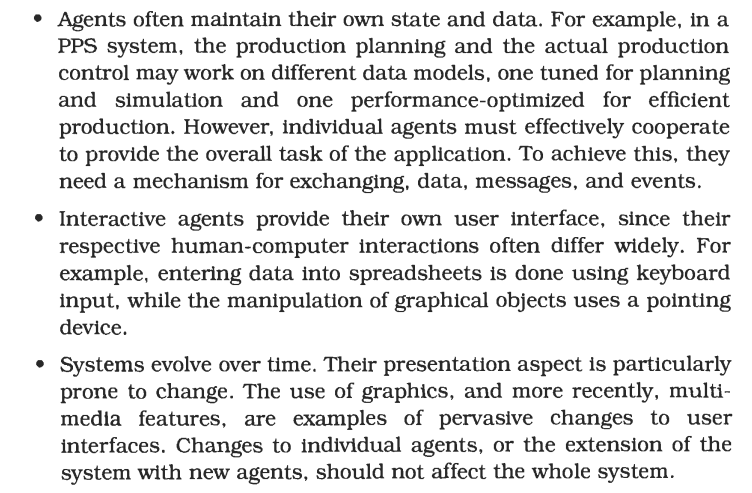 • Agents often maintain their own state and data. For example, in a
PPS system, the production planning and the actual production
control may work on different data models, one tuned for planning
and simulation and one performance-optimized for efficient
production. However, individual agents must effectively cooperate
to provide the overall task of the application. To achieve this, they
need a mechanism for exchanging, data, messages, and events.
• Interactive agents provide their own user interface, since their
respective human-computer interactions often differ widely. For
example, entering data into spreadsheets is done using keyboard
input, while the manipulation of graphical objects uses a pointing
device.
• Systems evolve over time. Their presentation aspect is particularly
prone to change. The use of graphics, and more recently, multi-
media features, are examples of pervasive changes to user
interfaces. Changes to individual agents, or the extension of the
system with new agents, should not affect the whole system.